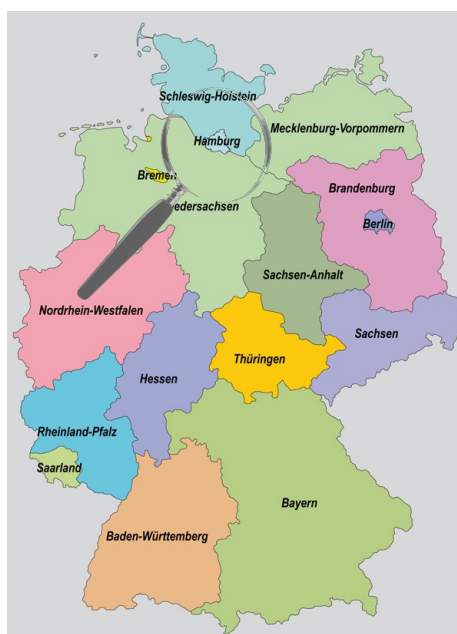 Schleswig-Holstein
Mecklenburg-Vorpommern
Hamburg
Bremen
edersachsen
Brandenburg
Berlin
Sachsen-Anhalt
Nordrhein-Westfalen
Sachsen
Thüringen
Hessen
Rheinland-Pfalz
Saarland
Bayern
Baden-Württemberg